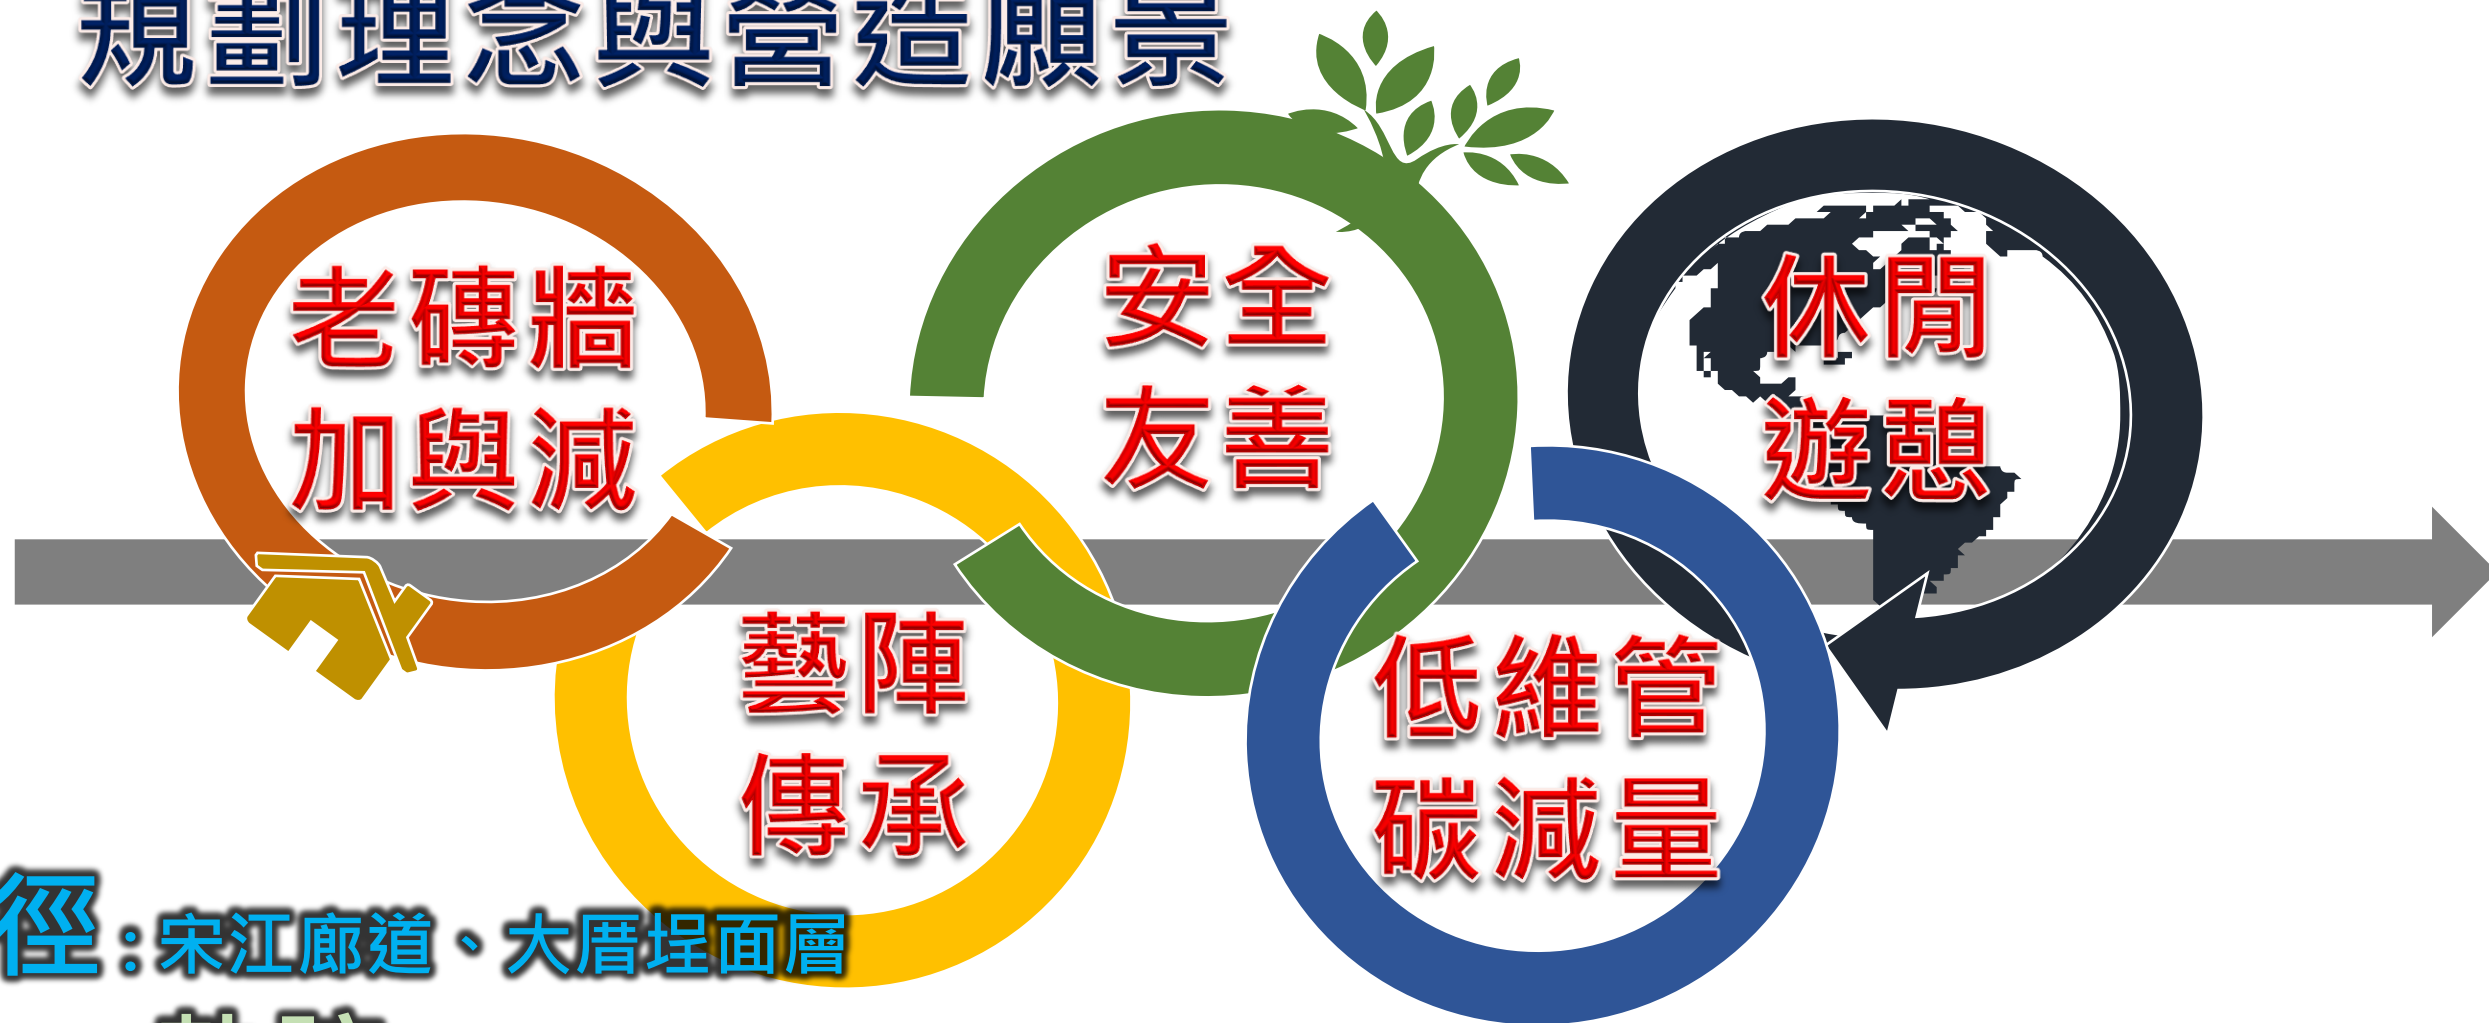 規劃理念與營造願景
老磚牆
加與減
安全
友善
休閒
遊憩
藝陣
傳承
低維管
碳減量
徑：宋江廊道、大厝埕面層